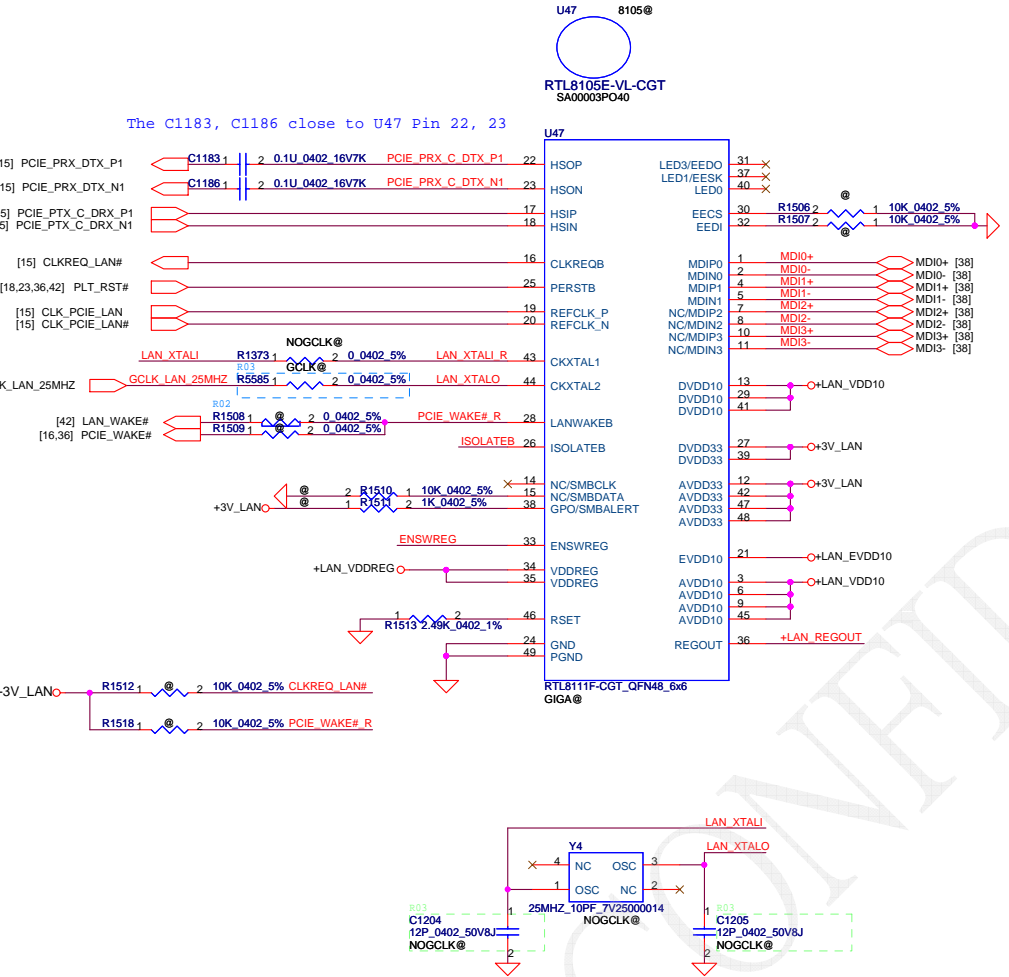 U47 8105@
RTL8105E-VL-CGT
SA00003PO40
The C1183, C1186 close to U47 Pin 22, 23
U47
15] PCIE_PRX_DTX_P1 C1183 1 2 0.1U_0402_16V7K PCIE_PRX_C_DTX_P1 22 HSOP LED3/EEDO 31
LED1/EESK 37
15] PCIE_PRX_DTX_N1 C1186 1 2 0.1U_0402_16V7K PCIE_PRX_C_DTX_N1 23 HSON LED0 40
@
5] PCIE_PTX_C_DRX_P1 17 HSIP EECS 30 R1506 2 1 10K_0402_5%
5] PCIE_PTX_C_DRX_N1 18 HSIN EEDI 32 R1507 2 1 10K_0402_5%
@
[15] CLKREQ_LAN# 16 CLKREQB MDIP0 1 MDI0+ MDI0+ [38]
MDIN0 2 MDI0- MDI0- [38]
[18,23,36,42] PLT_RST# 25 PERSTB MDIP1 4 MDI1+ MDI1+ [38]
MDIN1 5 MDI1- MDI1- [38]
[15] CLK_PCIE_LAN 19 REFCLK_P NC/MDIP2 7 MDI2+ MDI2+ [38]
[15] CLK_PCIE_LAN# 20 REFCLK_N NC/MDIN2 8 MDI2- MDI2- [38]
NC/MDIP3 10 MDI3+ MDI3+ [38]
NOGCLK@ NC/MDIN3 11 MDI3- MDI3- [38]
LAN_XTALI R1373 1 2 0_0402_5% LAN_XTALI_R 43 CKXTAL1
R03 GCLK@
K_LAN_25MHZ GCLK_LAN_25MHZ R5585 1 2 0_0402_5% LAN_XTALO 44 CKXTAL2 DVDD10 13 +LAN_VDD10
DVDD10 29
R02 DVDD10 41
[42] LAN_WAKE# R1508 1 @ 2 0_0402_5% PCIE_WAKE#_R 28 LANWAKEB
[16,36] PCIE_WAKE# R1509 1 @ 2 0_0402_5%
ISOLATEB 26 ISOLATEB DVDD33 27 +3V_LAN
DVDD33 39
14 NC/SMBCLK AVDD33 12 +3V_LAN
@ 2 R1510 1 10K_0402_5% 15 NC/SMBDATA AVDD33 42
+3V_LAN @ 1 R1511 2 1K_0402_5% 38 GPO/SMBALERT AVDD33 47
AVDD33 48
ENSWREG 33 ENSWREG
EVDD10 21 +LAN_EVDD10
+LAN_VDDREG 34 VDDREG
35 VDDREG AVDD10 3 +LAN_VDD10
AVDD10 6
AVDD10 9
1 2 46 RSET AVDD10 45
R1513 2.49K_0402_1%
24 GND REGOUT 36 +LAN_REGOUT
49 PGND
RTL8111F-CGT_QFN48_6x6
GIGA@
+3V_LAN R1512 1 @ 2 10K_0402_5% CLKREQ_LAN#
R1518 1 @ 2 10K_0402_5% PCIE_WAKE#_R
LAN_XTALI
Y4 LAN_XTALO
4 NC OSC 3
1 OSC NC 2
25MHZ_10PF_7V25000014
NOGCLK@
R03 1
C1204
12P_0402_50V8J
NOGCLK@
2
1 R03
C1205
12P_0402_50V8J
NOGCLK@
2
CONFID